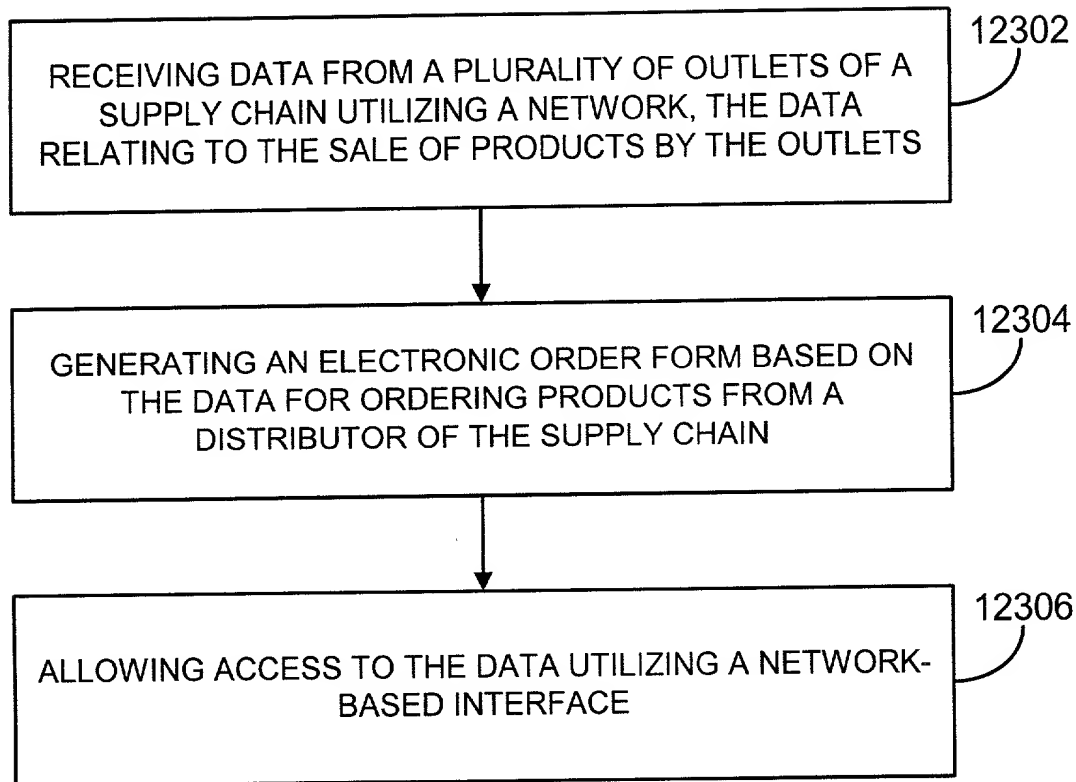 12302
RECEIVING DATA FROM A PLURALITY OF OUTLETS OF A
SUPPLY CHAIN UTILIZING A NETWORK, THE DATA
RELATING TO THE SALE OF PRODUCTS BY THE OUTLETS
12304
GENERATING AN ELECTRONIC ORDER FORM BASED ON
THE DATA FOR ORDERING PRODUCTS FROM A
DISTRIBUTOR OF THE SUPPLY CHAIN
12306
ALLOWING ACCESS TO THE DATA UTILIZING A NETWORK-
BASED INTERFACE